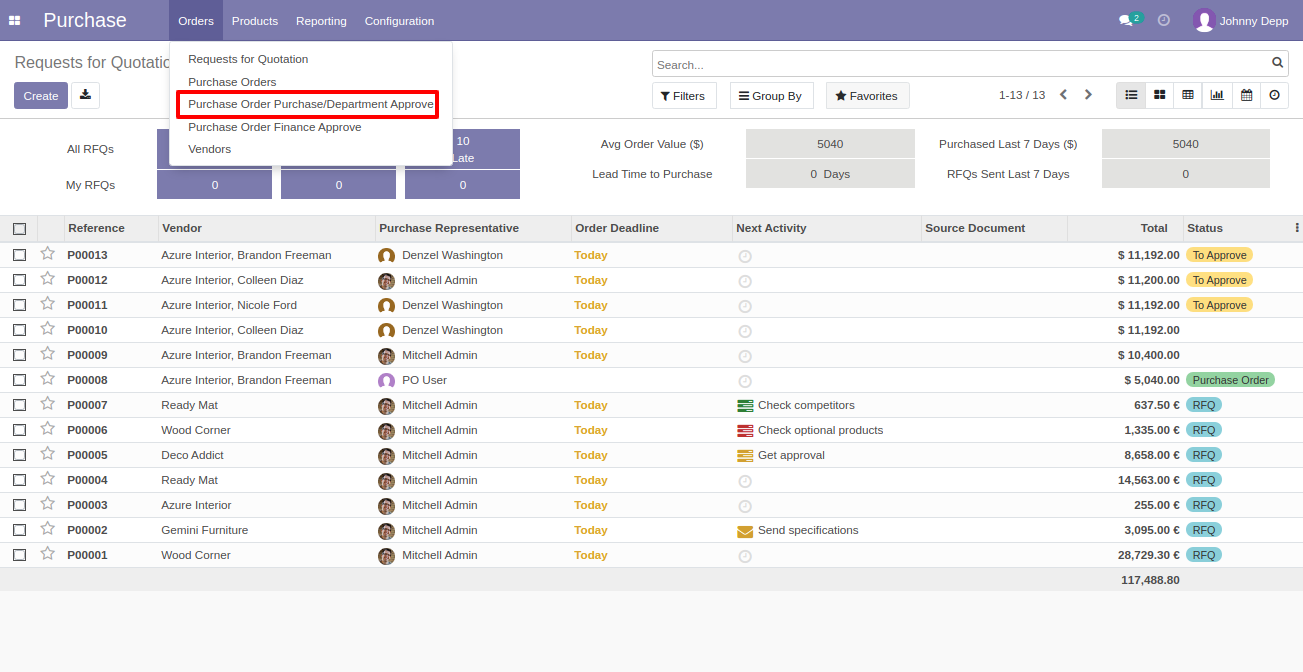 Purchase Orders Products Reporting Configuration 2 Johnny Depp
Requests for Quotatio
Search...
Create
Requests for Quotation
Purchase Orders
Purchase Order Purchase/Department Approve
Purchase Order Finance Approve
Vendors
Filters Group By Favorites 1-13 / 13
All RFQs 10 Late
My RFQs 0 0 0
Avg Order Value ($) 5040 Purchased Last 7 Days ($) 5040
Lead Time to Purchase 0 Days RFQs Sent Last 7 Days 0
Reference Vendor Purchase Representative Order Deadline Next Activity Source Document Total Status
P00013 Azure Interior, Brandon Freeman Denzel Washington Today $ 11,192.00 To Approve
P00012 Azure Interior, Colleen Diaz Mitchell Admin Today $ 11,200.00 To Approve
P00011 Azure Interior, Nicole Ford Denzel Washington Today $ 11,192.00 To Approve
P00010 Azure Interior, Colleen Diaz Denzel Washington Today $ 11,192.00
P00009 Azure Interior, Brandon Freeman Mitchell Admin Today $ 10,400.00
P00008 Azure Interior, Brandon Freeman PO User $ 5,040.00 Purchase Order
P00007 Ready Mat Mitchell Admin Today Check competitors 637.50 € RFQ
P00006 Wood Corner Mitchell Admin Today Check optional products 1,335.00 € RFQ
P00005 Deco Addict Mitchell Admin Today Get approval 8,658.00 € RFQ
P00004 Ready Mat Mitchell Admin Today 14,563.00 € RFQ
P00003 Azure Interior Mitchell Admin Today 255.00 € RFQ
P00002 Gemini Furniture Mitchell Admin Today Send specifications 3,095.00 € RFQ
P00001 Wood Corner Mitchell Admin Today 28,729.30 € RFQ
117,488.80